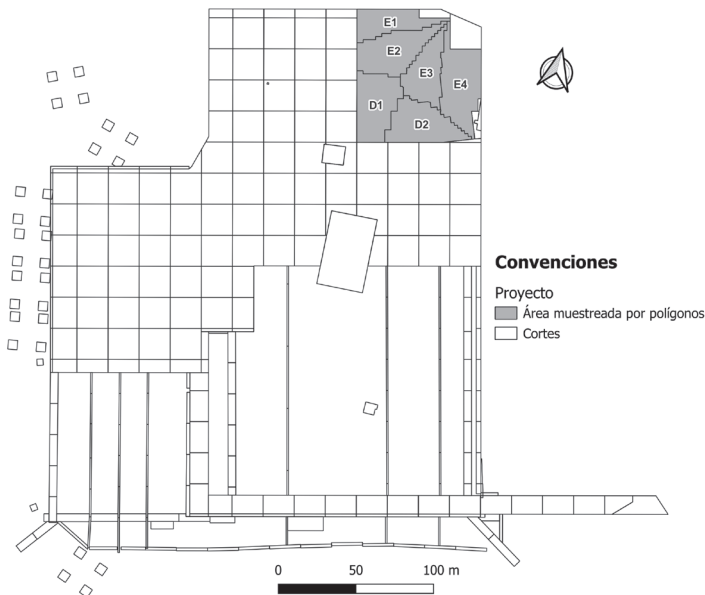 E1
E2
E3
E4
D1
D2
Convenciones
Proyecto
Área muestreada por polígonos
Cortes
0 50 100 m